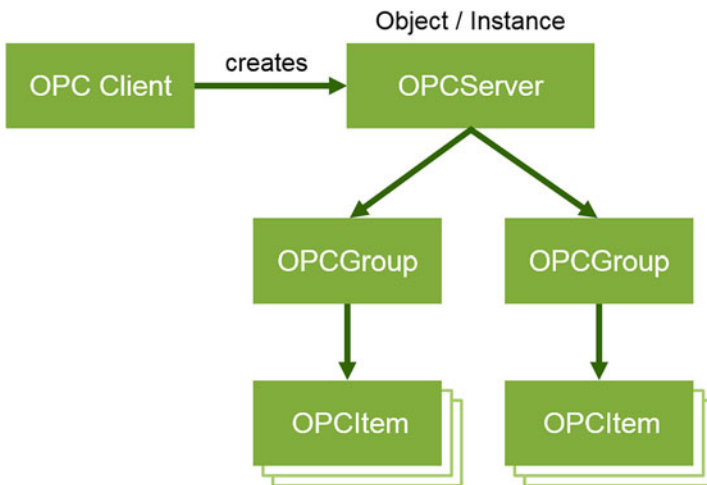 Object / Instance
OPC Client
creates
OPCServer
OPCGroup
OPCGroup
OPCItem
OPCItem